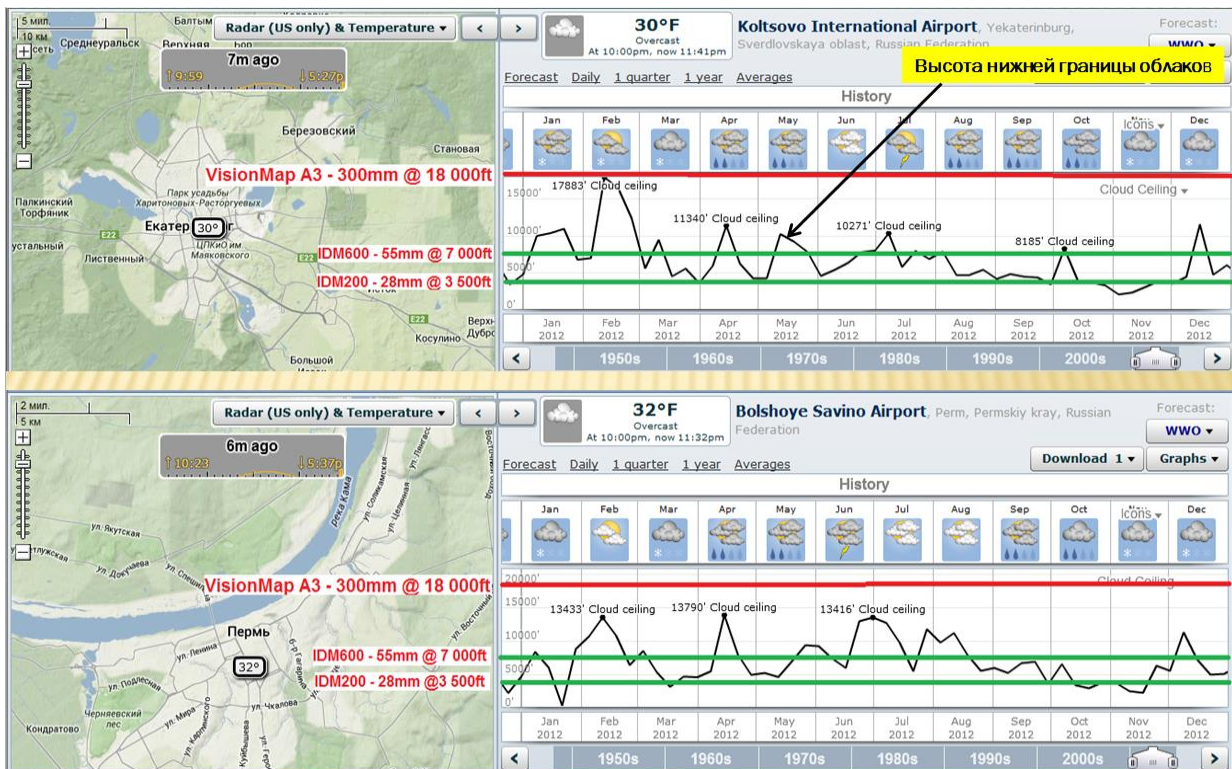 5 мил.
10 км
Radar (US only) & Temperature
<
>
7m ago
↑9:59
↓5:27p
Среднеуральск
Верхняя
Березовский
Становая
Палкинский
Торфяник
Парк усадьбы
Харитоновых-Расторгуевых
VisionMap A3 - 300mm @ 18 000ft
30°
ЦПКиО им
Маяковского
E22
E22
Лиственный
IDM600 - 55mm @ 7 000ft
IDM200 - 28mm @ 3 500ft
E22
Косулино
Большой
30°F
Overcast
At 10:00pm, now 11:41pm
Koltsovo International Airport, Yekaterinburg,
Sverdlovskaya oblast, Russian Federation
Forecast:
WWO
Высота нижней границы облаков
Forecast Daily 1 quarter 1 year Averages
History
Jan Feb Mar Apr May Jun Jul Aug Sep Oct Dec
Icons
Cloud Ceiling
15000'
10000'
5000'
0'
17883' Cloud ceiling
11340' Cloud ceiling
10271' Cloud ceiling
8185' Cloud ceiling
Jan Feb Mar Apr May Jun Jul Aug Sep Oct Nov Dec
2012 2012 2012 2012 2012 2012 2012 2012 2012 2012 2012 2012
< 1950s 1960s 1970s 1980s 1990s 2000s >
2 мил.
5 км
Radar (US only) & Temperature
<
>
6m ago
↑10:23
↓5:37p
река Кама
ул. Соликамская
ул. Целинная
ул. Якутская
ул. Докучаева
VisionMap A3 - 300mm @ 18 000ft
Пермь
ул. Ленина
32°
б-р Гагарина
IDM600 - 55mm @ 7 000ft
IDM200 - 28mm @3 500ft
ул. Подлесная
ул. Чкалова
Черняевский
лес
ул. Мира
Кондратово
32°F
Overcast
At 10:00pm, now 11:32pm
Bolshoye Savino Airport, Perm, Permskiy kray, Russian
Federation
Forecast:
WWO
Download 1
Graphs
Forecast Daily 1 quarter 1 year Averages
History
Jan Feb Mar Apr May Jun Jul Aug Sep Oct Dec
Icons
Cloud Ceiling
20000'
15000'
10000'
5000'
0'
13433' Cloud ceiling
13790' Cloud ceiling
13416' Cloud ceiling
Jan Feb Mar Apr May Jun Jul Aug Sep Oct Nov Dec
2012 2012 2012 2012 2012 2012 2012 2012 2012 2012 2012 2012
< 1950s 1960s 1970s 1980s 1990s 2000s >